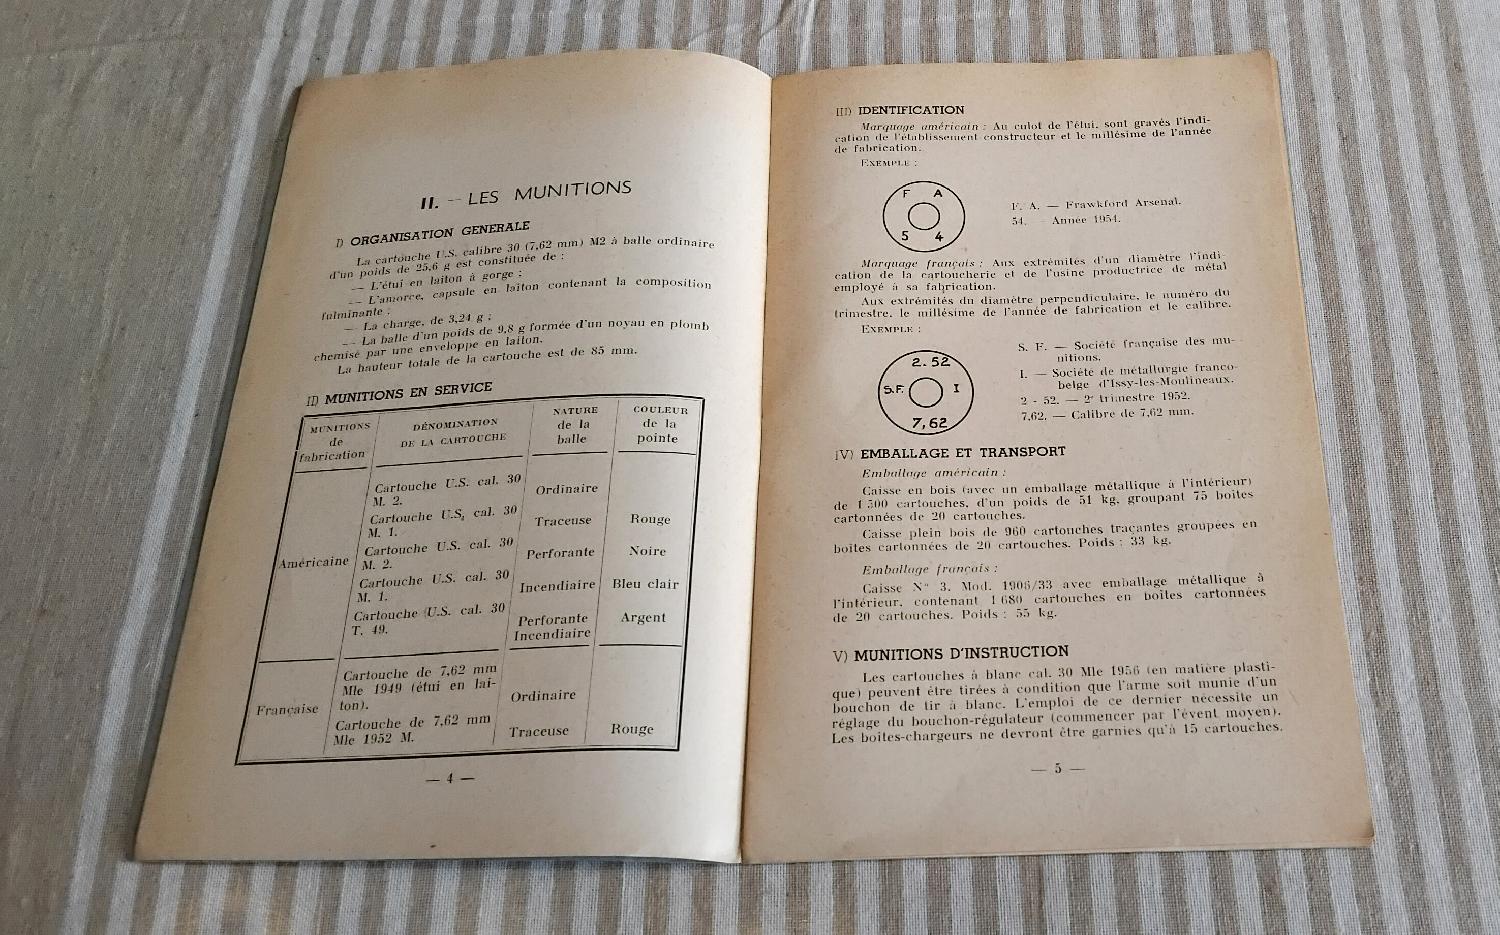 II. — LES MUNITIONS
I) ORGANISATION GENERALE
La cartouche U.S. calibre 30 (7,62 mm) M2 à balle ordinaire
d'un poids de 25,6 g est constituée de :
— L'étui en laiton à gorge ;
— L'amorce, capsule en laiton contenant la composition
fulminante ;
— La charge, de 3,24 g ;
— La balle d'un poids de 9,8 g formée d'un noyau en plomb
chemisé par une enveloppe en laiton.
La hauteur totale de la cartouche est de 85 mm.
II) MUNITIONS EN SERVICE
MUNITIONS
de
fabrication
DÉNOMINATION
DE LA CARTOUCHE
NATURE
de la
balle
COULEUR
de la
pointe
Américaine
Cartouche U.S. cal. 30
M. 2.
Ordinaire
Cartouche U.S. cal. 30
M. 1.
Traceuse
Rouge
Cartouche U.S. cal. 30
M. 2.
Perforante
Noire
Cartouche U.S. cal. 30
M. 1.
Incendiaire
Bleu clair
Cartouche U.S. cal. 30
T. 49.
Perforante
Incendiaire
Argent
Française
Cartouche de 7,62 mm
Mle 1949 (étui en lai-
ton).
Ordinaire
Cartouche de 7,62 mm
Mle 1952 M.
Traceuse
Rouge
— 4 —
III) IDENTIFICATION
Marquage américain : Au culot de l'étui, sont gravés l'indi-
cation de l'établissement constructeur et le millésime de l'année
de fabrication.
EXEMPLE :
F A
5 4
F. A. — Frawkford Arsenal.
54. — Année 1954.
Marquage français : Aux extrémités d'un diamètre l'indi-
cation de la cartoucherie et de l'usine productrice de métal
employé à sa fabrication.
Aux extrémités du diamètre perpendiculaire, le numéro du
trimestre, le millésime de l'année de fabrication et le calibre.
EXEMPLE :
2. 52
S.F. I
7,62
S. F. — Société française des mu-
nitions.
I. — Société de métallurgie franco-
belge d'Issy-les-Moulineaux.
2 - 52. — 2e trimestre 1952.
7,62. — Calibre de 7,62 mm.
IV) EMBALLAGE ET TRANSPORT
Emballage américain :
Caisse en bois (avec un emballage métallique à l'intérieur)
de 1 500 cartouches, d'un poids de 51 kg, groupant 75 boîtes
cartonnées de 20 cartouches.
Caisse plein bois de 960 cartouches traçantes groupées en
boîtes cartonnées de 20 cartouches. Poids : 33 kg.
Emballage français :
Caisse N° 3, Mod. 1906/33 avec emballage métallique à
l'intérieur, contenant 1 680 cartouches en boîtes cartonnées
de 20 cartouches. Poids : 55 kg.
V) MUNITIONS D'INSTRUCTION
Les cartouches à blanc cal. 30 Mle 1956 (en matière plasti-
que) peuvent être tirées à condition que l'arme soit munie d'un
bouchon de tir à blanc. L'emploi de ce dernier nécessite un
réglage du bouchon-régulateur (commencer par l'évent moyen).
Les boîtes-chargeurs ne devront être garnies qu'à 15 cartouches.
— 5 —